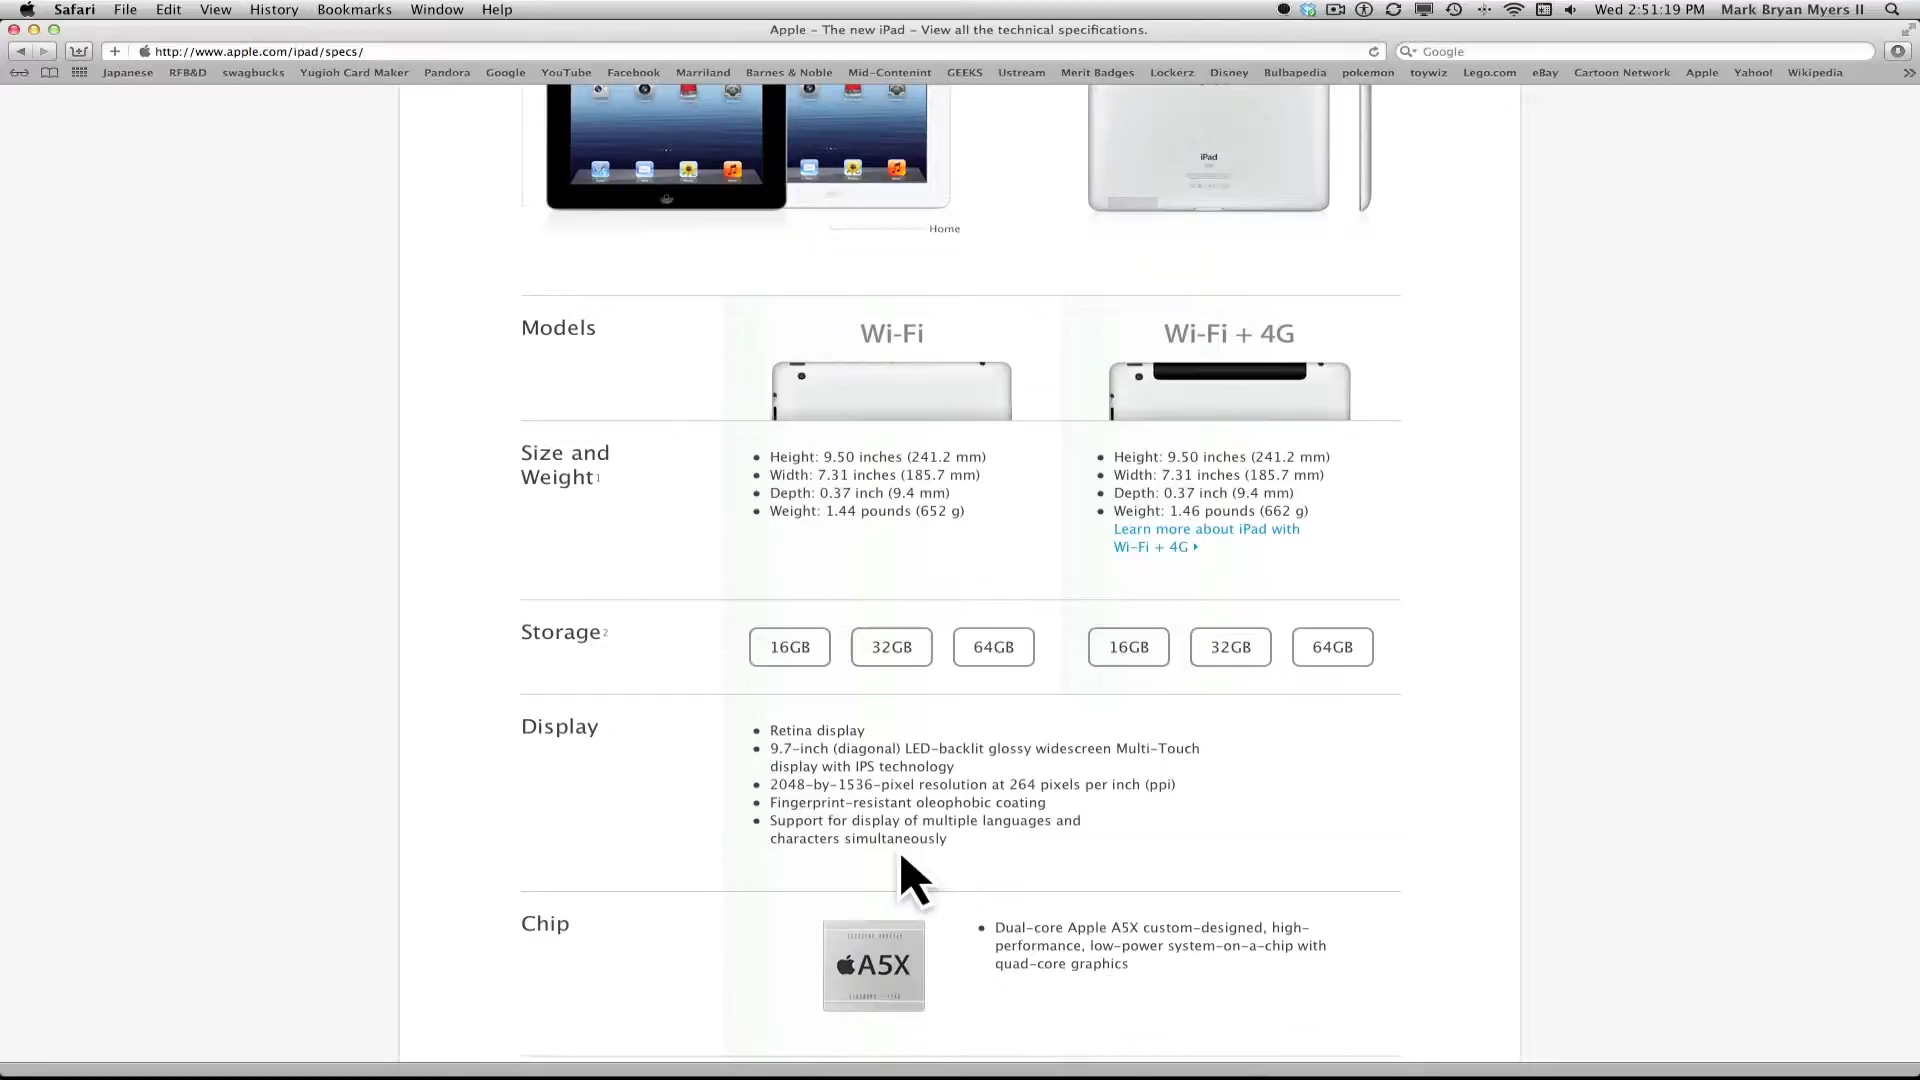 Safari File Edit View History Bookmarks Window Help Wed 2:51:19 PM Mark Bryan Myers II
Apple – The new iPad – View all the technical specifications.
http://www.apple.com/ipad/specs/ Google
Japanese RFB&D swagbucks Yugioh Card Maker Pandora Google YouTube Facebook Marriland Barnes & Noble Mid-Contenint GEEKS Ustream Merit Badges Lockerz Disney Bulbapedia pokemon toywiz Lego.com eBay Cartoon Network Apple Yahoo! Wikipedia
iPad
Home
Models
Wi-Fi
Wi-Fi + 4G
Size and
Weight1
• Height: 9.50 inches (241.2 mm)
• Width: 7.31 inches (185.7 mm)
• Depth: 0.37 inch (9.4 mm)
• Weight: 1.44 pounds (652 g)
• Height: 9.50 inches (241.2 mm)
• Width: 7.31 inches (185.7 mm)
• Depth: 0.37 inch (9.4 mm)
• Weight: 1.46 pounds (662 g)
Learn more about iPad with
Wi-Fi + 4G
Storage2
16GB 32GB 64GB
16GB 32GB 64GB
Display
• Retina display
• 9.7-inch (diagonal) LED-backlit glossy widescreen Multi-Touch
display with IPS technology
• 2048-by-1536-pixel resolution at 264 pixels per inch (ppi)
• Fingerprint-resistant oleophobic coating
• Support for display of multiple languages and
characters simultaneously
Chip
A5X
• Dual-core Apple A5X custom-designed, high-
performance, low-power system-on-a-chip with
quad-core graphics